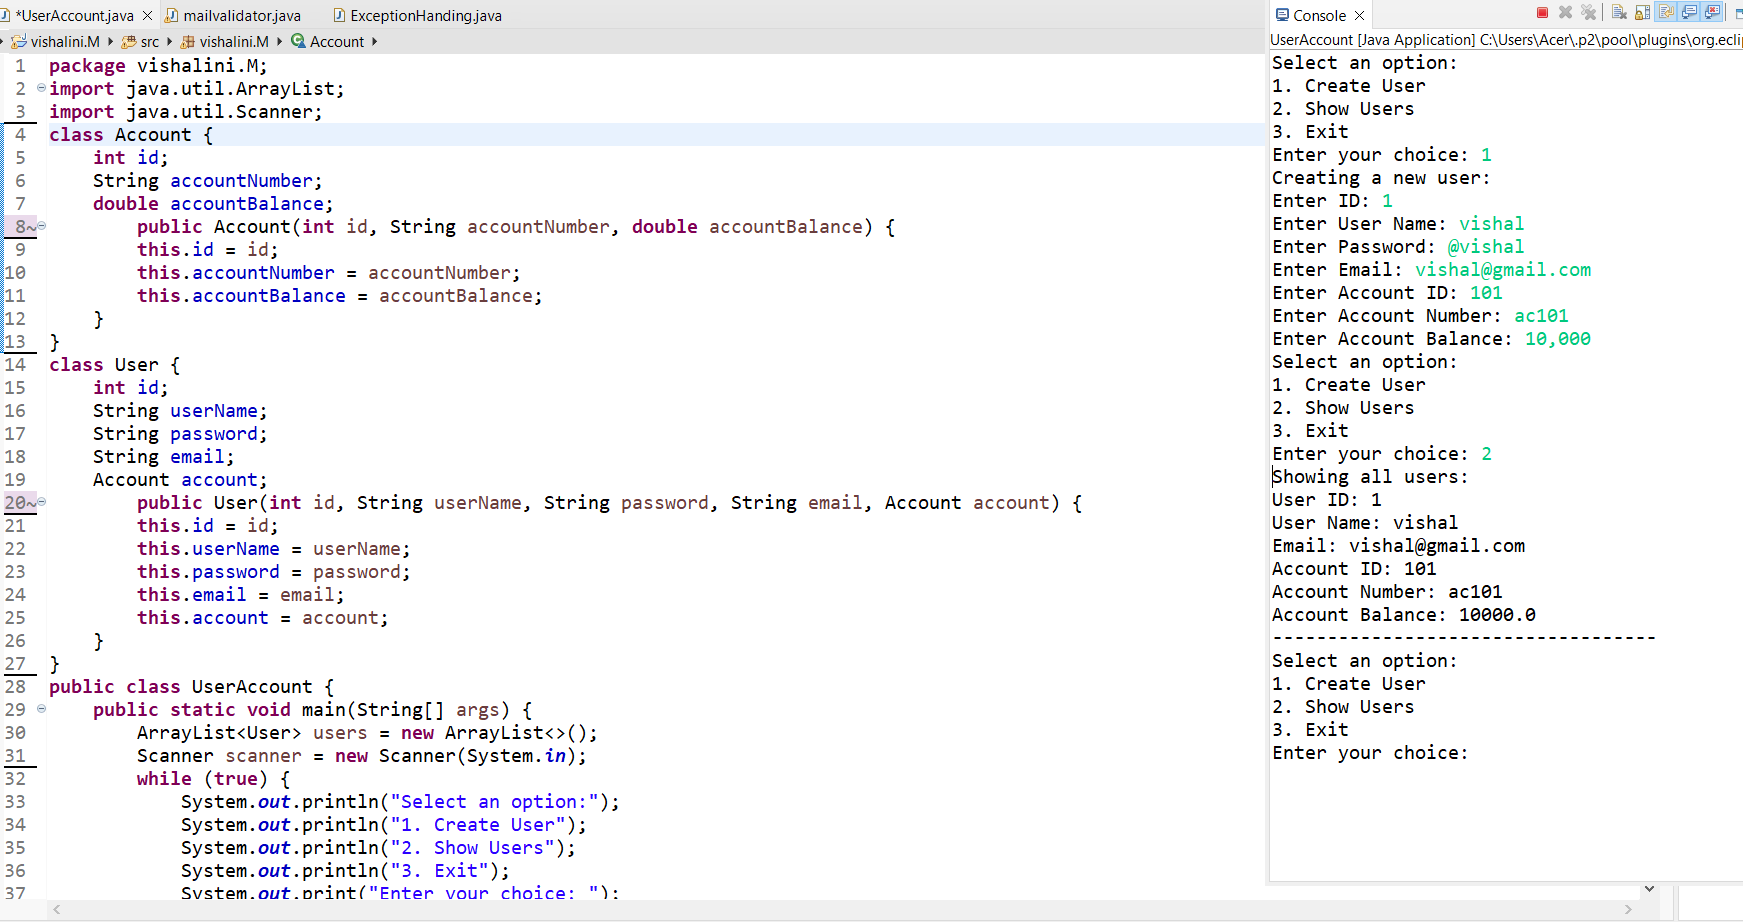 *UserAccount.java mailvalidator.java ExceptionHanding.java
vishalini.M src vishalini.M Account
1 package vishalini.M;
2 import java.util.ArrayList;
3 import java.util.Scanner;
4 class Account {
5 int id;
6 String accountNumber;
7 double accountBalance;
8 public Account(int id, String accountNumber, double accountBalance) {
9 this.id = id;
10 this.accountNumber = accountNumber;
11 this.accountBalance = accountBalance;
12 }
13 }
14 class User {
15 int id;
16 String userName;
17 String password;
18 String email;
19 Account account;
20 public User(int id, String userName, String password, String email, Account account) {
21 this.id = id;
22 this.userName = userName;
23 this.password = password;
24 this.email = email;
25 this.account = account;
26 }
27 }
28 public class UserAccount {
29 public static void main(String[] args) {
30 ArrayList<User> users = new ArrayList<>();
31 Scanner scanner = new Scanner(System.in);
32 while (true) {
33 System.out.println("Select an option:");
34 System.out.println("1. Create User");
35 System.out.println("2. Show Users");
36 System.out.println("3. Exit");
37 System.out.print("Enter your choice: ");
Console
UserAccount [Java Application] C:\Users\Acer\.p2\pool\plugins\org.eclip
Select an option:
1. Create User
2. Show Users
3. Exit
Enter your choice: 1
Creating a new user:
Enter ID: 1
Enter User Name: vishal
Enter Password: @vishal
Enter Email: vishal@gmail.com
Enter Account ID: 101
Enter Account Number: ac101
Enter Account Balance: 10,000
Select an option:
1. Create User
2. Show Users
3. Exit
Enter your choice: 2
Showing all users:
User ID: 1
User Name: vishal
Email: vishal@gmail.com
Account ID: 101
Account Number: ac101
Account Balance: 10000.0
-----------------------------------
Select an option:
1. Create User
2. Show Users
3. Exit
Enter your choice: